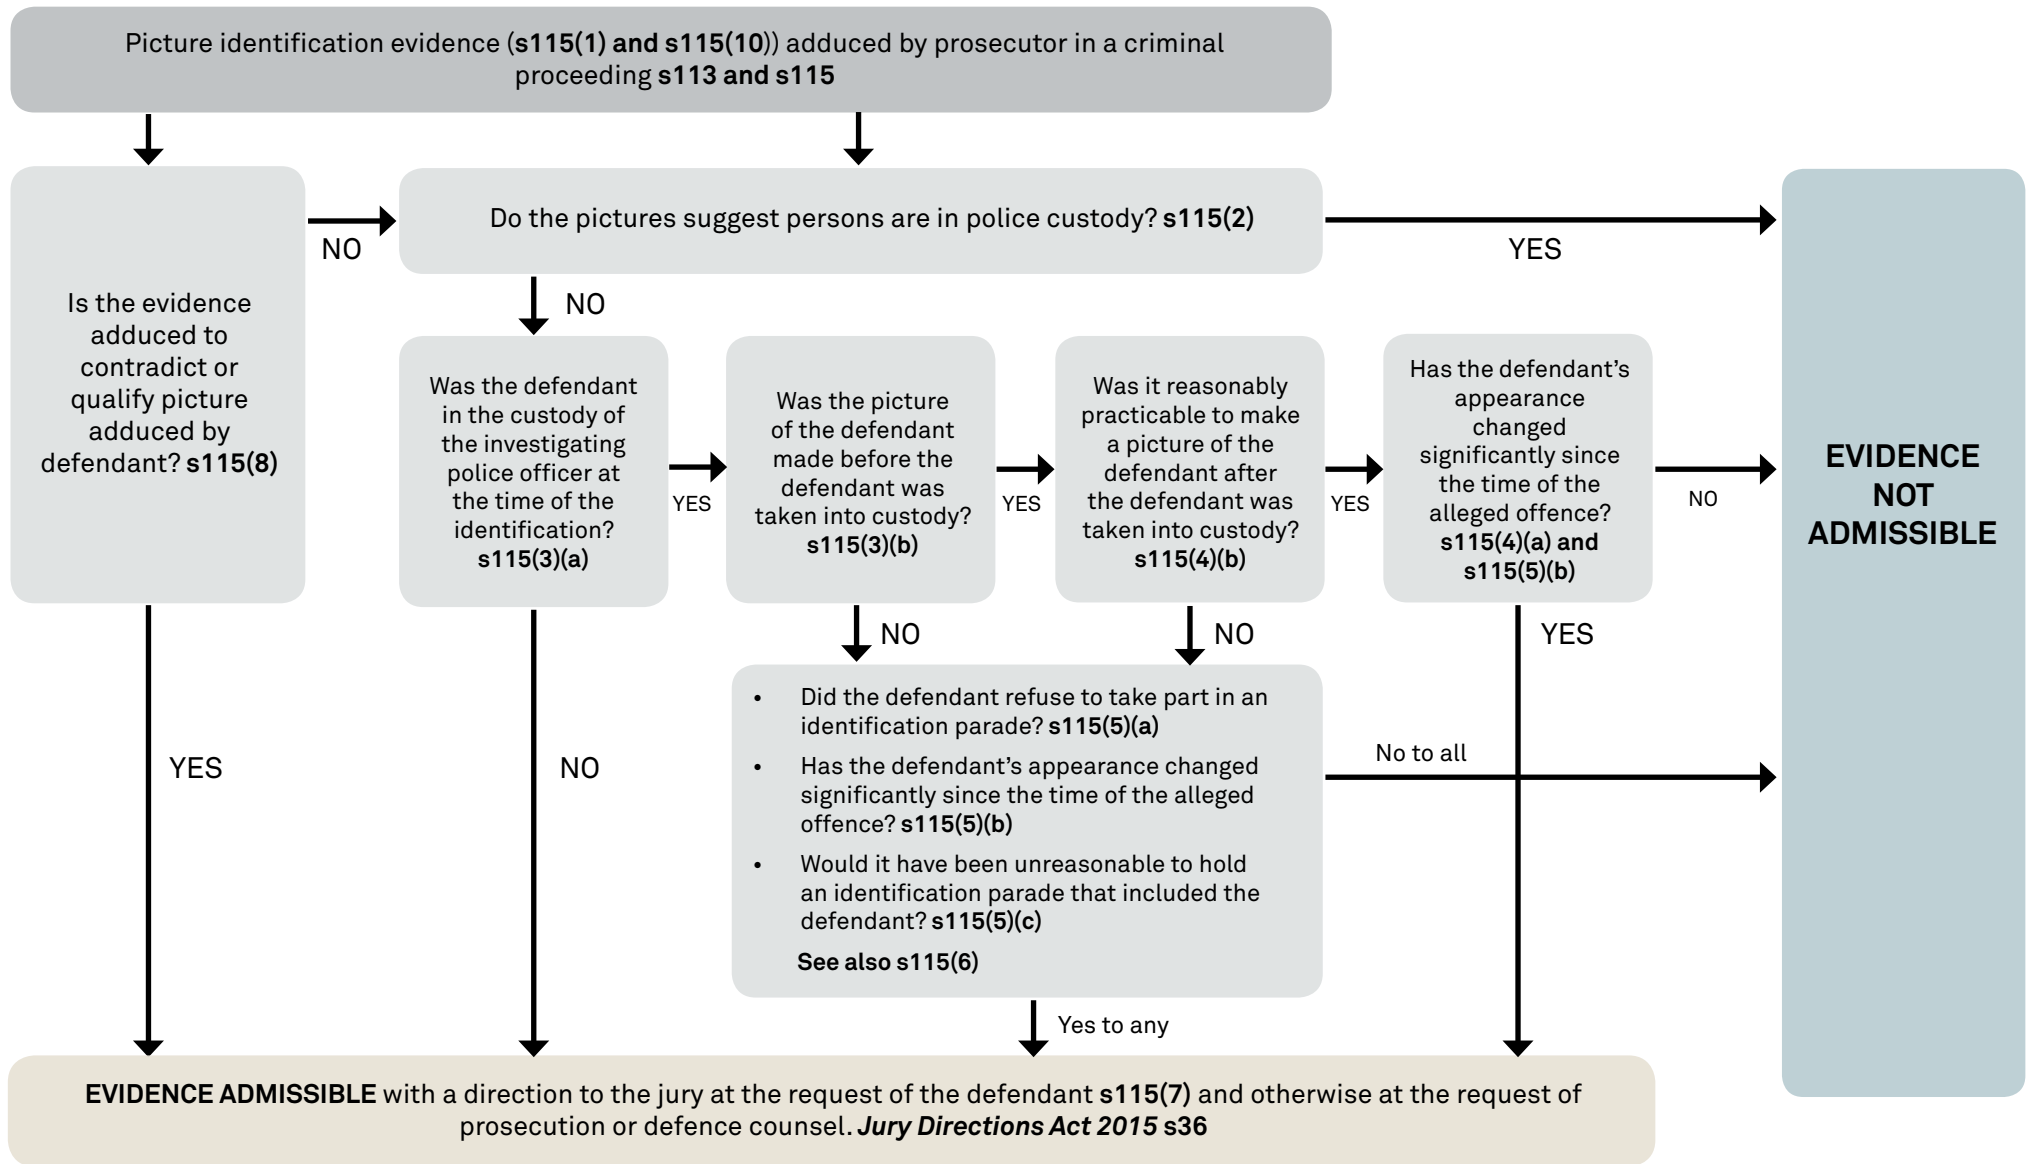 Picture identification evidence (s115(1) and s115(10)) adduced by prosecutor in a criminal
proceeding s113 and s115
Is the evidence
adduced to
contradict or
qualify picture
adduced by
defendant? s115(8)
NO
Do the pictures suggest persons are in police custody? s115(2)
YES
NO
Was the defendant
in the custody of
the investigating
police officer at
the time of the
identification?
s115(3)(a)
YES
Was the picture
of the defendant
made before the
defendant was
taken into custody?
s115(3)(b)
YES
Was it reasonably
practicable to make
a picture of the
defendant after
the defendant was
taken into custody?
s115(4)(b)
YES
Has the defendant’s
appearance
changed
significantly since
the time of the
alleged offence?
s115(4)(a) and
s115(5)(b)
NO
EVIDENCE
NOT
ADMISSIBLE
NO
NO
YES
• Did the defendant refuse to take part in an
identification parade? s115(5)(a)
• Has the defendant’s appearance changed
significantly since the time of the alleged
offence? s115(5)(b)
• Would it have been unreasonable to hold
an identification parade that included the
defendant? s115(5)(c)
See also s115(6)
No to all
YES
NO
Yes to any
EVIDENCE ADMISSIBLE with a direction to the jury at the request of the defendant s115(7) and otherwise at the request of
prosecution or defence counsel. Jury Directions Act 2015 s36